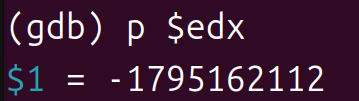 (gdb) p $edx
$1 = -1795162112